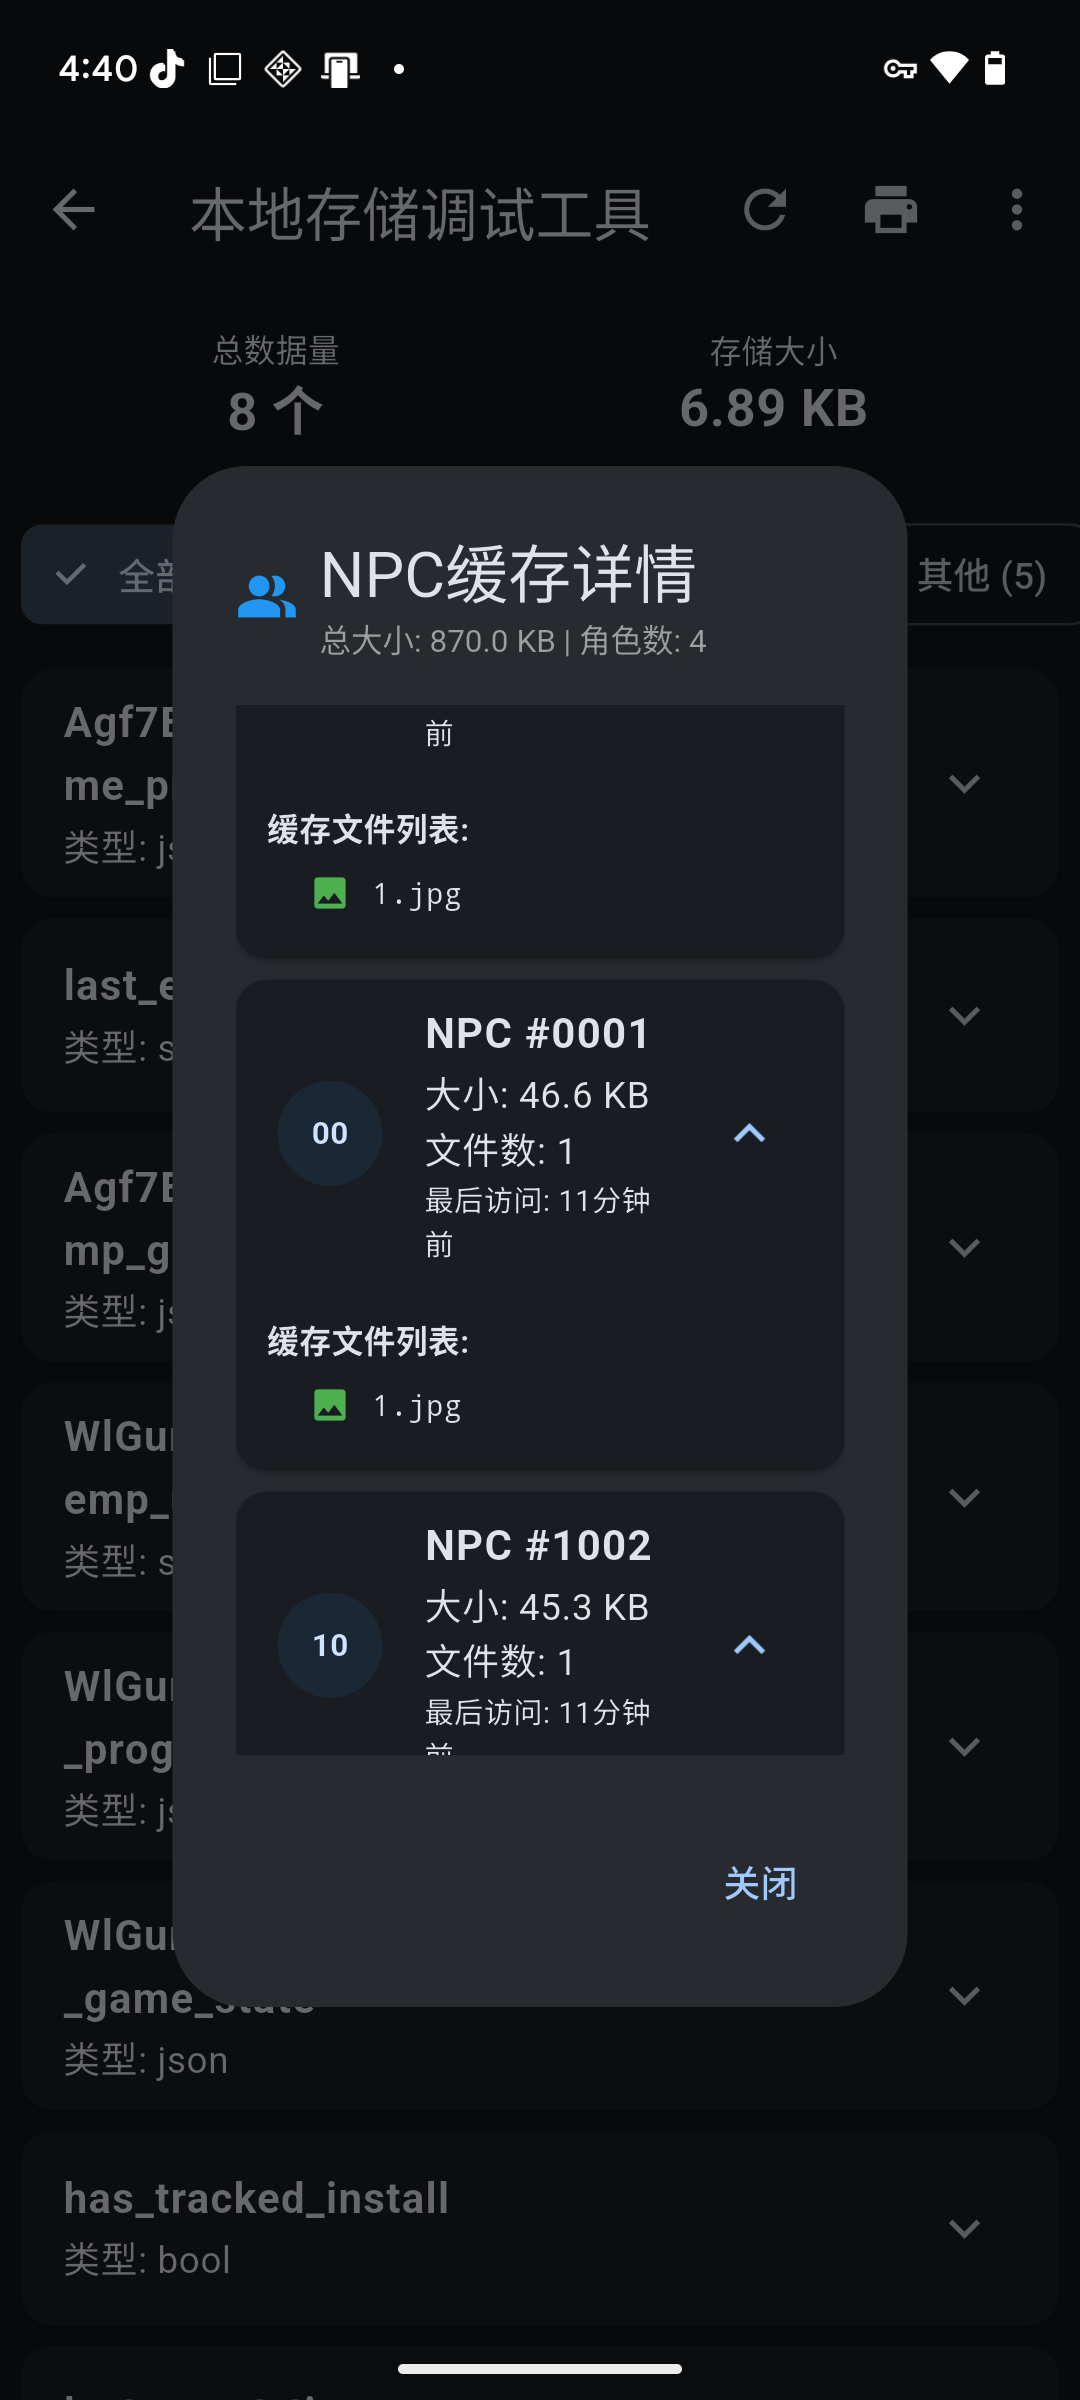 4:40
本地存储调试工具
总数据量
存储大小
8 个
6.89 KB
全部
其他 (5)
NPC缓存详情
总大小: 870.0 KB | 角色数: 4
前
缓存文件列表:
1.jpg
NPC #0001
00
大小: 46.6 KB
文件数: 1
最后访问: 11分钟
前
缓存文件列表:
1.jpg
NPC #1002
10
大小: 45.3 KB
文件数: 1
最后访问: 11分钟
前
关闭
Agf7
me_p
类型: js
last_e
类型: s
Agf7
mp_g
类型: js
WlGu
emp_
类型: s
WlGu
_prog
类型: js
WlGu
_game_state
类型: json
has_tracked_install
类型: bool